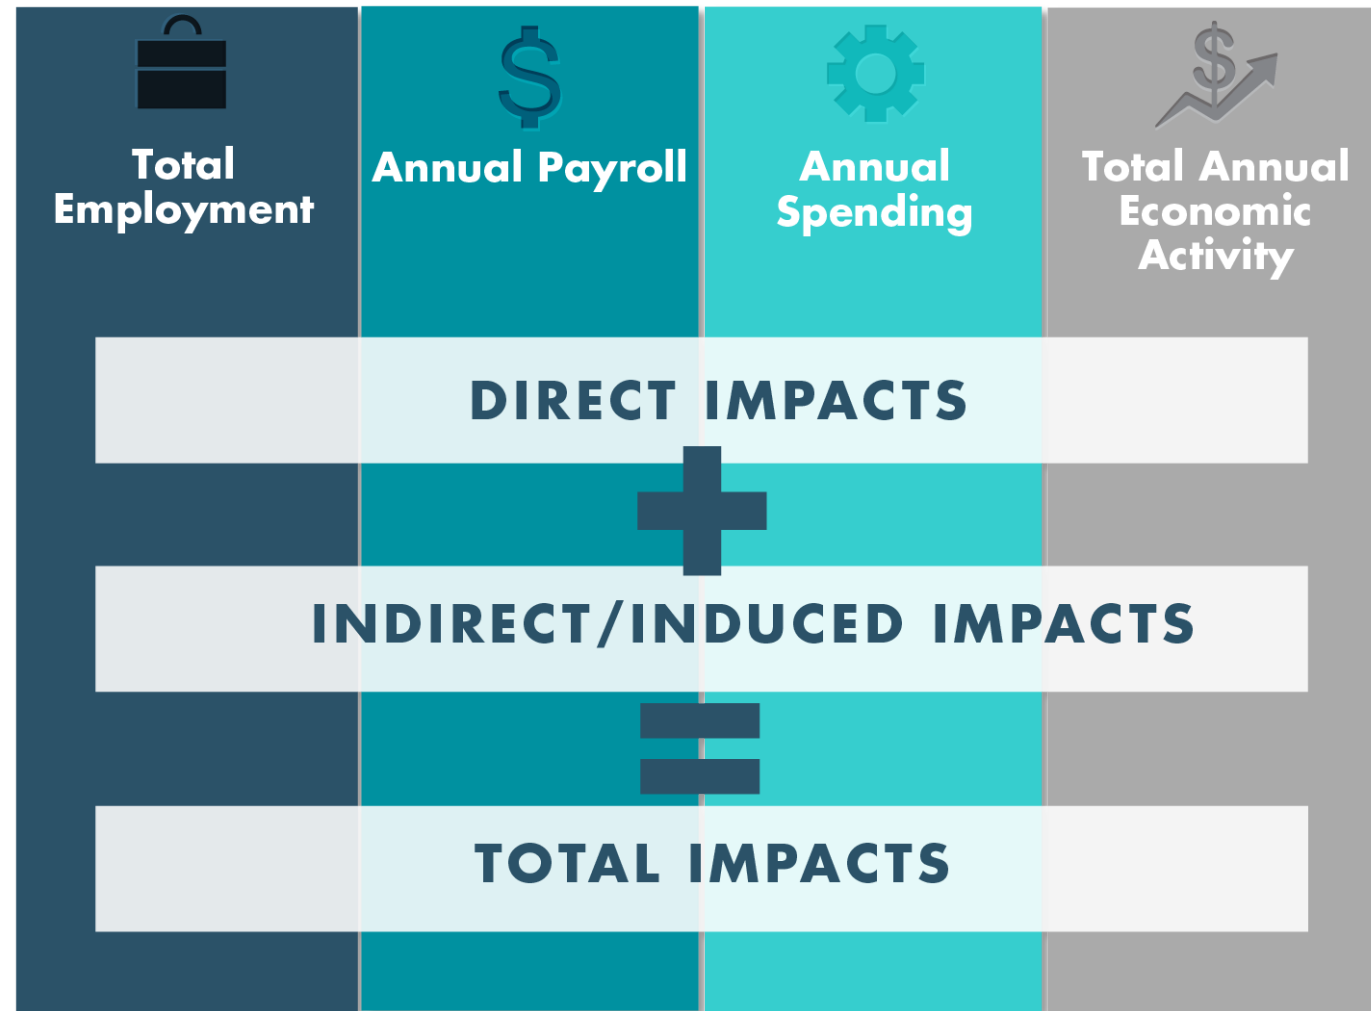 Total
Employment
Annual Payroll
Annual
Spending
Total Annual
Economic
Activity
DIRECT IMPACTS
INDIRECT/INDUCED IMPACTS
TOTAL IMPACTS